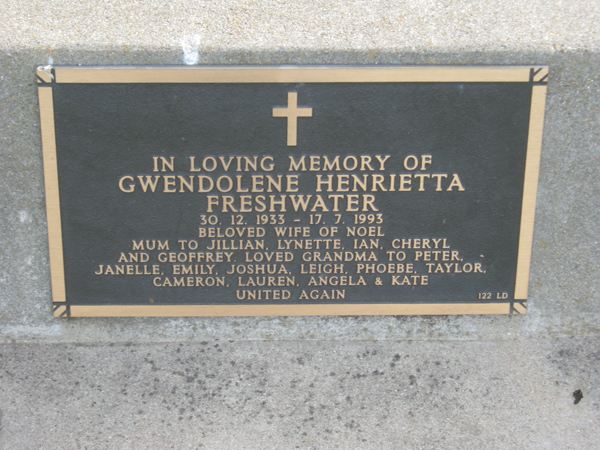 IN LOVING MEMORY OF
GWENDOLENE HENRIETTA
FRESHWATER
30. 12. 1933 - 17. 7. 1993
BELOVED WIFE OF NOEL
MUM TO JILLIAN, LYNETTE, IAN, CHERYL
AND GEOFFREY. LOVED GRANDMA TO PETER,
JANELLE, EMILY, JOSHUA, LEIGH, PHOEBE, TAYLOR,
CAMERON, LAUREN, ANGELA & KATE
UNITED AGAIN
122 LD